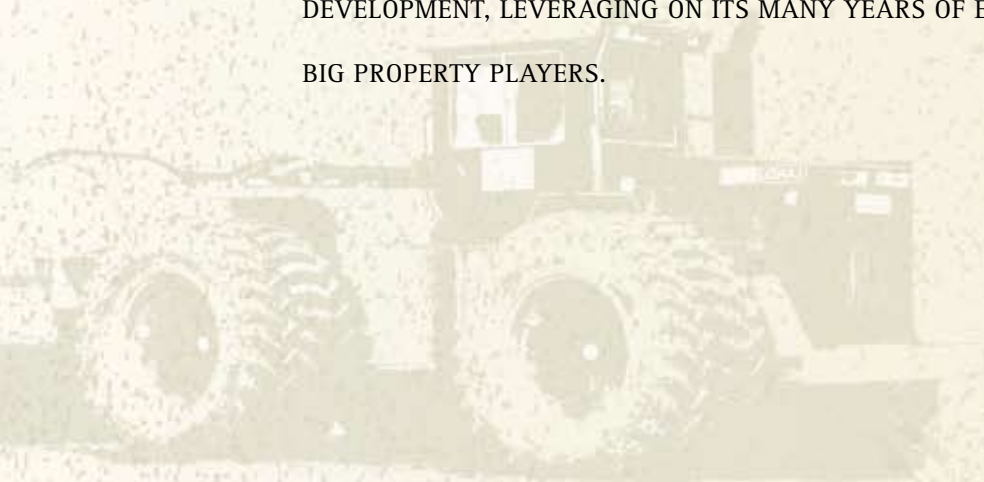 DEVELOPMENT, LEVERAGING ON ITS MANY YEARS OF
BIG PROPERTY PLAYERS.